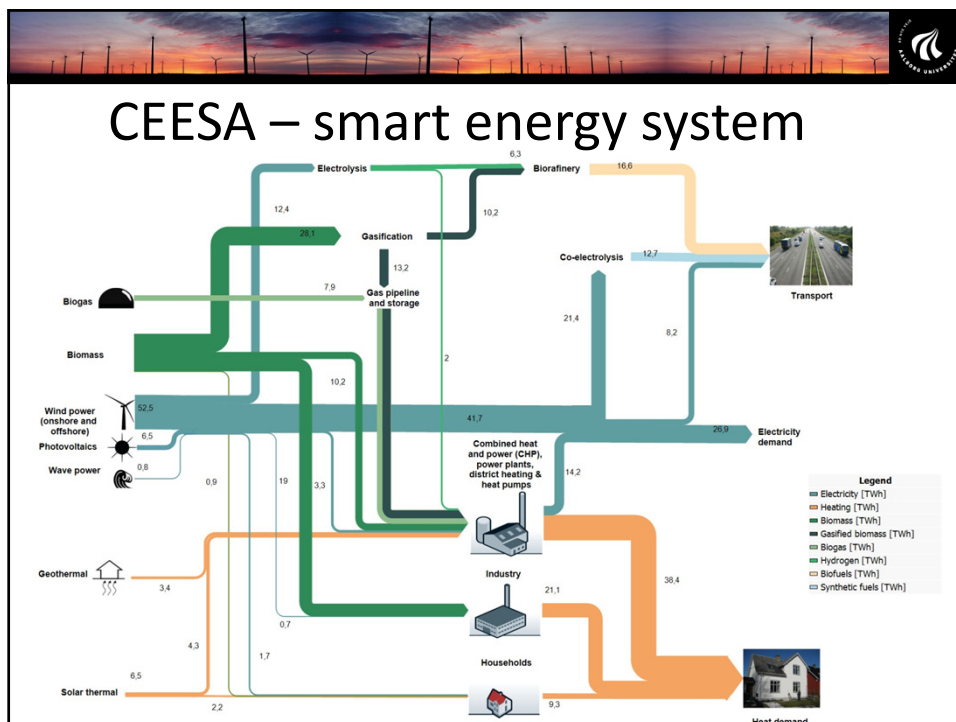 AALBORG UNIVERSITY
CEESA – smart energy system
6,3
Electrolysis
Biorafinery
16,6
12,4
10,2
28,1
Gasification
Co-electrolysis
12,7
13,2
Transport
7,9
Gas pipeline
and storage
Biogas
21,4
8,2
2
Biomass
10,2
Wind power
(onshore and
offshore)
52,5
41,7
26,9
Electricity
demand
Photovoltaics
6,5
Combined heat
and power (CHP),
power plants,
district heating &
heat pumps
14,2
Wave power
0,8
0,9
19
3,3
Legend
Electricity [TWh]
Heating [TWh]
Biomass [TWh]
Gasified biomass [TWh]
Biogas [TWh]
Hydrogen [TWh]
Biofuels [TWh]
Synthetic fuels [TWh]
Geothermal
3,4
Industry
21,1
38,4
0,7
4,3
1,7
Households
6,5
Solar thermal
2,2
9,3
Heat demand